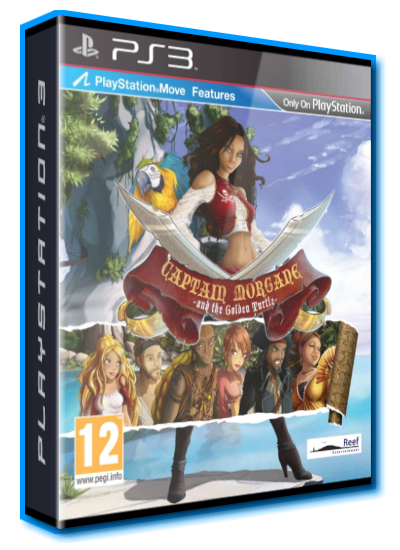 PS3
PlayStation®Move Features
Only On PlayStation®
PLAYSTATION®3
CAPTAIN MORGANE
-and the Golden Turtle-
12
www.pegi.info
Reef
Entertainment